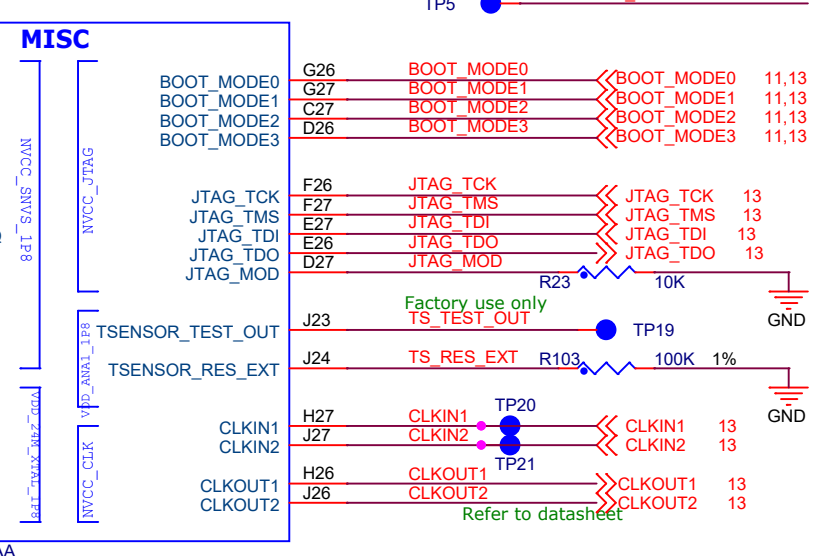 TP5
MISC
BOOT_MODE0 G26 BOOT_MODE0 BOOT_MODE0 11,13
BOOT_MODE1 G27 BOOT_MODE1 BOOT_MODE1 11,13
BOOT_MODE2 C27 BOOT_MODE2 BOOT_MODE2 11,13
BOOT_MODE3 D26 BOOT_MODE3 BOOT_MODE3 11,13
NVCC_SNVS_1P8
NVCC_JTAG
JTAG_TCK F26 JTAG_TCK JTAG_TCK 13
JTAG_TMS F27 JTAG_TMS JTAG_TMS 13
JTAG_TDI E27 JTAG_TDI JTAG_TDI 13
JTAG_TDO E26 JTAG_TDO JTAG_TDO 13
JTAG_MOD D27 JTAG_MOD R23 10K
GND
Factory use only
TSENSOR_TEST_OUT J23 TS_TEST_OUT TP19
VDD_ANA1_1P8
TSENSOR_RES_EXT J24 TS_RES_EXT R103 100K 1%
GND
TP20
CLKIN1 H27 CLKIN1 CLKIN1 13
CLKIN2 J27 CLKIN2 CLKIN2 13
TP21
VDD_24M_XTAL_1P8
NVCC_CLK
CLKOUT1 H26 CLKOUT1 CLKOUT1 13
CLKOUT2 J26 CLKOUT2 CLKOUT2 13
Refer to datasheet